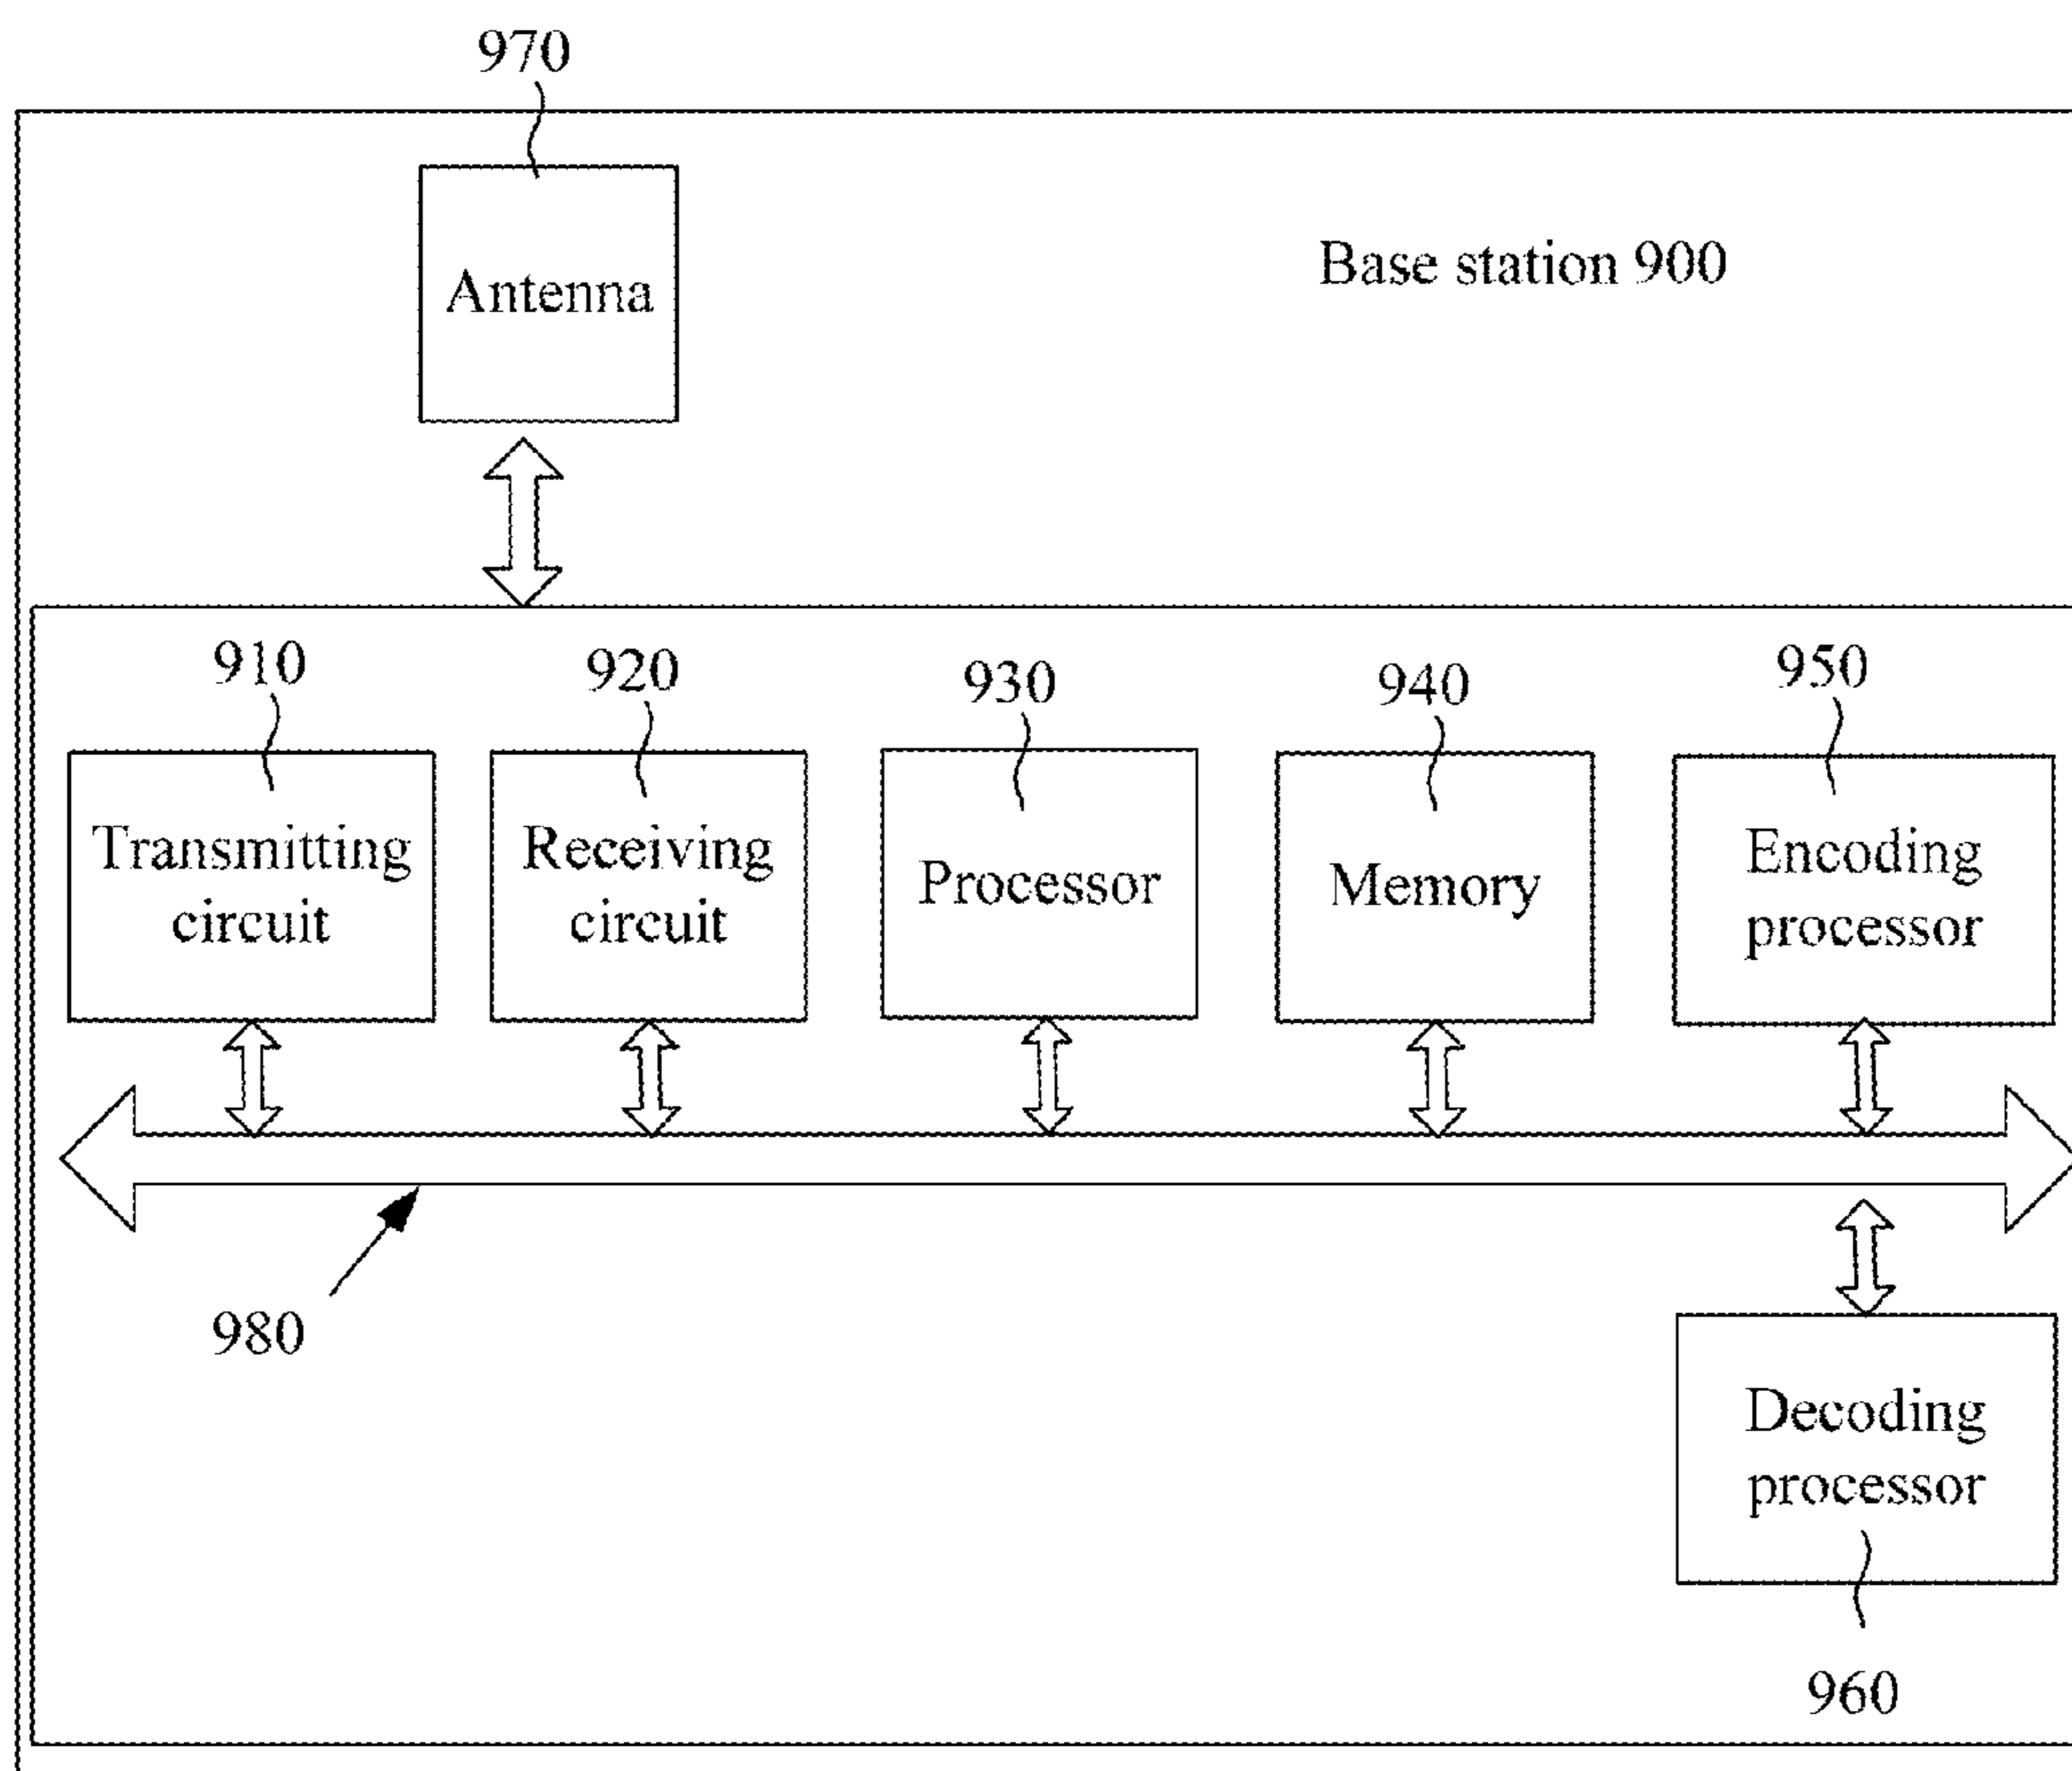 970
Antenna
Base station 900
910
920
930
940
950
Transmitting
circuit
Receiving
circuit
Processor
Memory
Encoding
processor
980
Decoding
processor
960